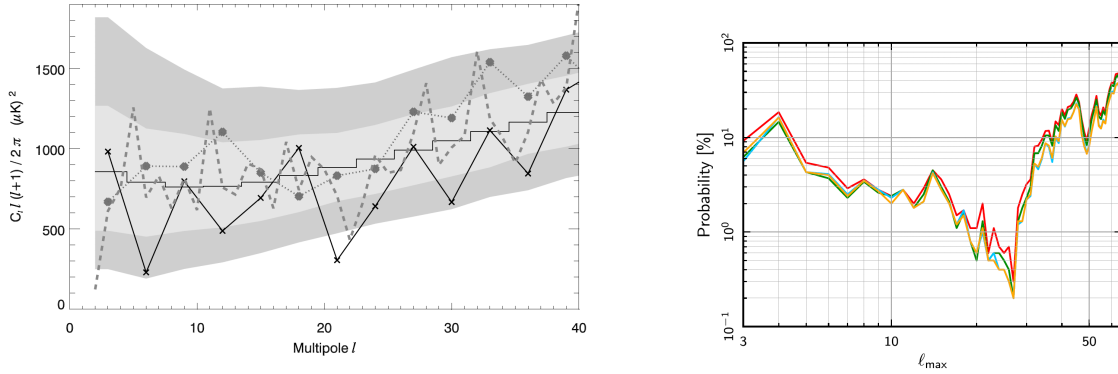 C_l l (l+1) / 2 π (μK)²
1500
1000
500
0
0 10 20 30 40
Multipole l
Probability [%]
10²
10¹
10⁰
10⁻¹
3 10 50
ℓ_max